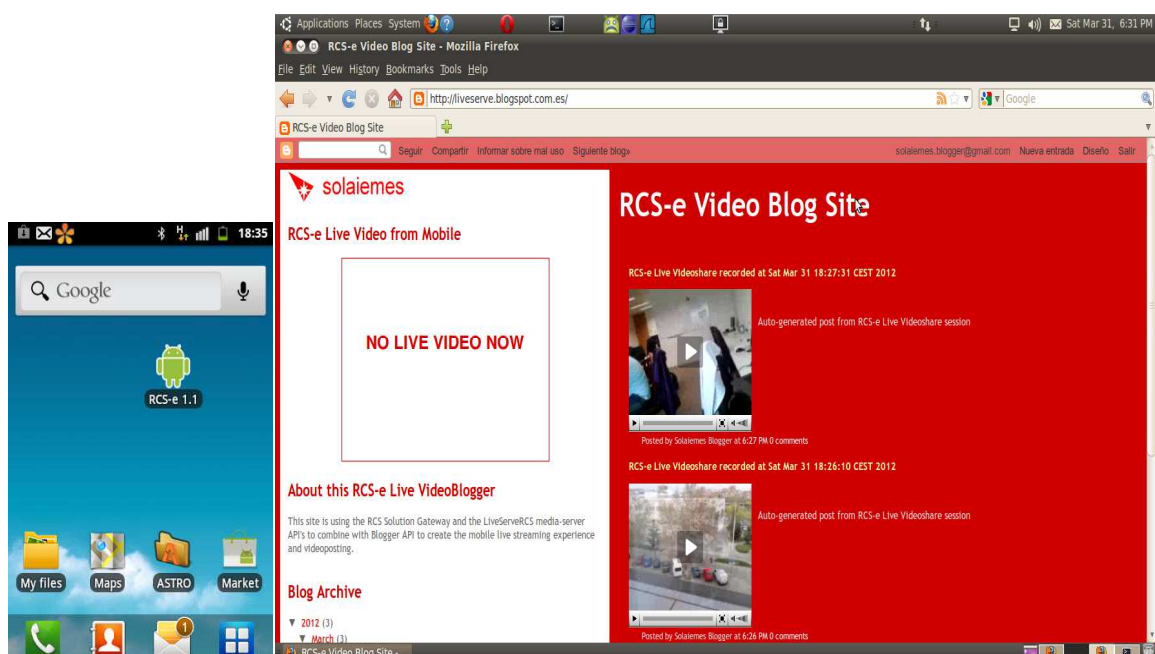 18:35
Google
RCS-e 1.1
My files
Maps
ASTRO
Market
1
Applications Places System
Sat Mar 31, 6:31 PM
RCS-e Video Blog Site - Mozilla Firefox
File Edit View History Bookmarks Tools Help
http://liveserve.blogspot.com.es/
Google
RCS-e Video Blog Site
Seguir Compartir Informar sobre mal uso Siguiente blog»
solaiemes.blogger@gmail.com Nueva entrada Diseño Salir
solaiemes
RCS-e Live Video from Mobile
NO LIVE VIDEO NOW
About this RCS-e Live VideoBlogger
This site is using the RCS Solution Gateway and the LiveServeRCS media-server
API's to combine with Blogger API to create the mobile live streaming experience
and videoposting.
Blog Archive
▼ 2012 (3)
▼ March (3)
RCS-e Video Blog Site
RCS-e Live Videoshare recorded at Sat Mar 31 18:27:31 CEST 2012
Auto-generated post from RCS-e Live Videoshare session
Posted by Solaiemes Blogger at 6:27 PM 0 comments
RCS-e Live Videoshare recorded at Sat Mar 31 18:26:10 CEST 2012
Auto-generated post from RCS-e Live Videoshare session
Posted by Solaiemes Blogger at 6:26 PM 0 comments
RCS-e Video Blog Site -